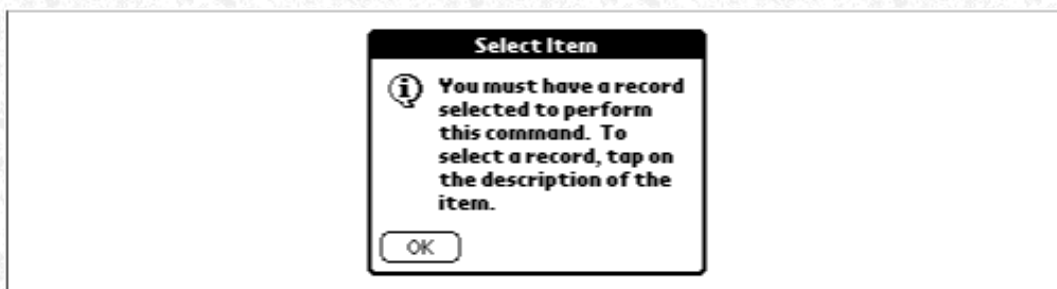 Select Item
You must have a record
selected to perform
this command.  To
select a record, tap on
the description of the
item.
OK